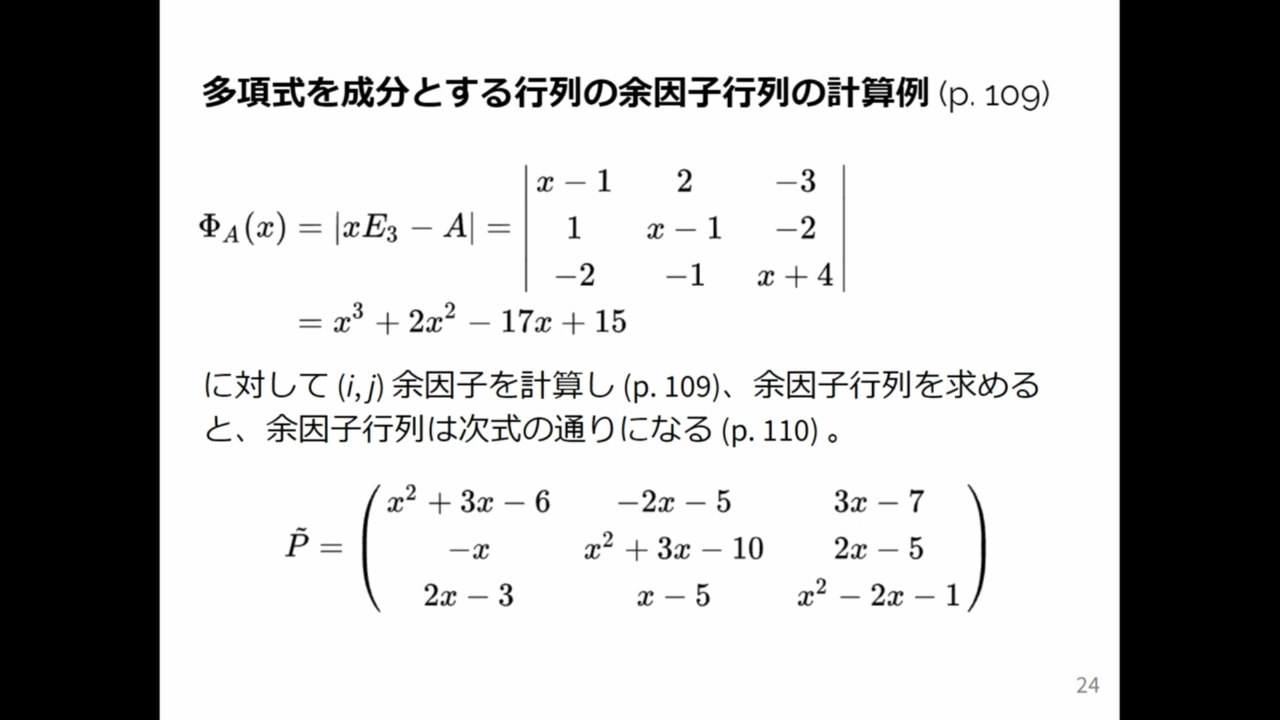 多項式を成分とする行列の余因子行列の計算例 (p. 109)
Φ_A(x) = |xE₃ − A| = | x − 1 2 −3 |
| 1 x − 1 −2 |
| −2 −1 x + 4 |
= x³ + 2x² − 17x + 15
に対して (i, j) 余因子を計算し (p. 109)、余因子行列を求める
と、余因子行列は次式の通りになる (p. 110) 。
( x² + 3x − 6 −2x − 5 3x − 7 )
P̃ = ( −x x² + 3x − 10 2x − 5 )
( 2x − 3 x − 5 x² − 2x − 1 )
24